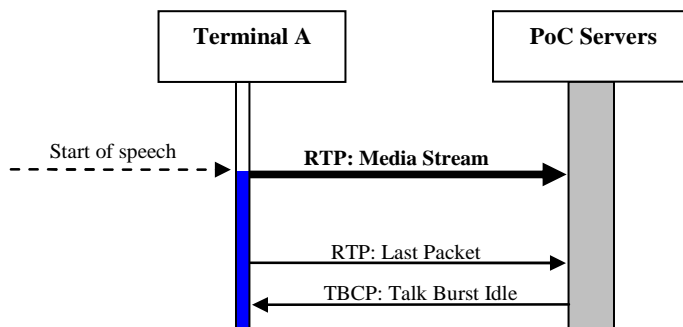 Terminal A
PoC Servers
Start of speech
RTP: Media Stream
RTP: Last Packet
TBCP: Talk Burst Idle